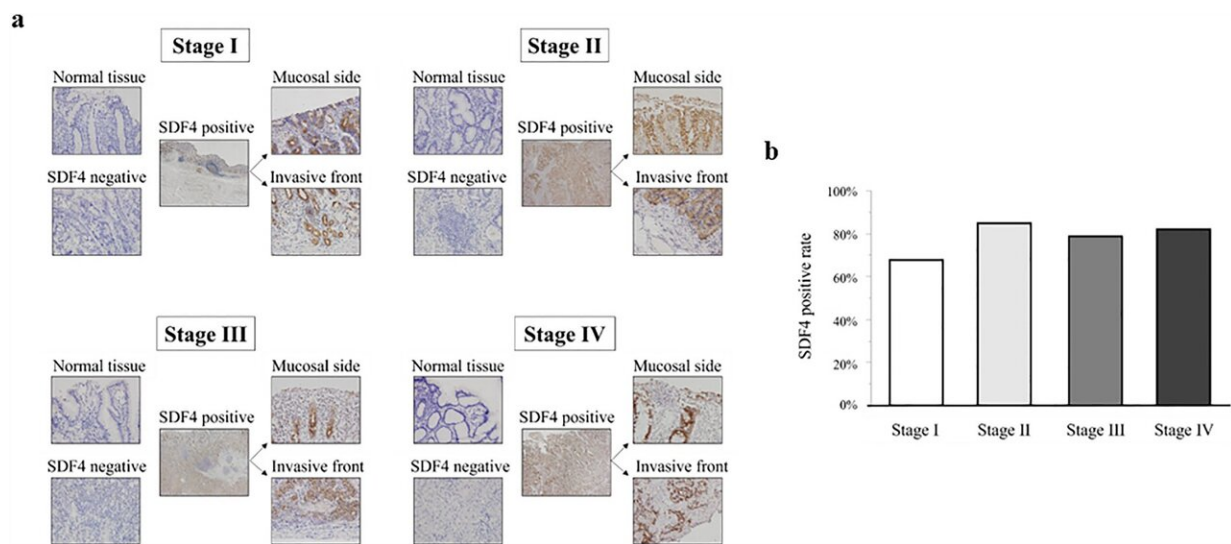 a
Stage I
Normal tissue
Mucosal side
SDF4 positive
SDF4 negative
Invasive front
Stage II
Normal tissue
Mucosal side
SDF4 positive
SDF4 negative
Invasive front
Stage III
Normal tissue
Mucosal side
SDF4 positive
SDF4 negative
Invasive front
Stage IV
Normal tissue
Mucosal side
SDF4 positive
SDF4 negative
Invasive front
b
SDF4 positive rate
100%
80%
60%
40%
20%
0%
Stage I
Stage II
Stage III
Stage IV